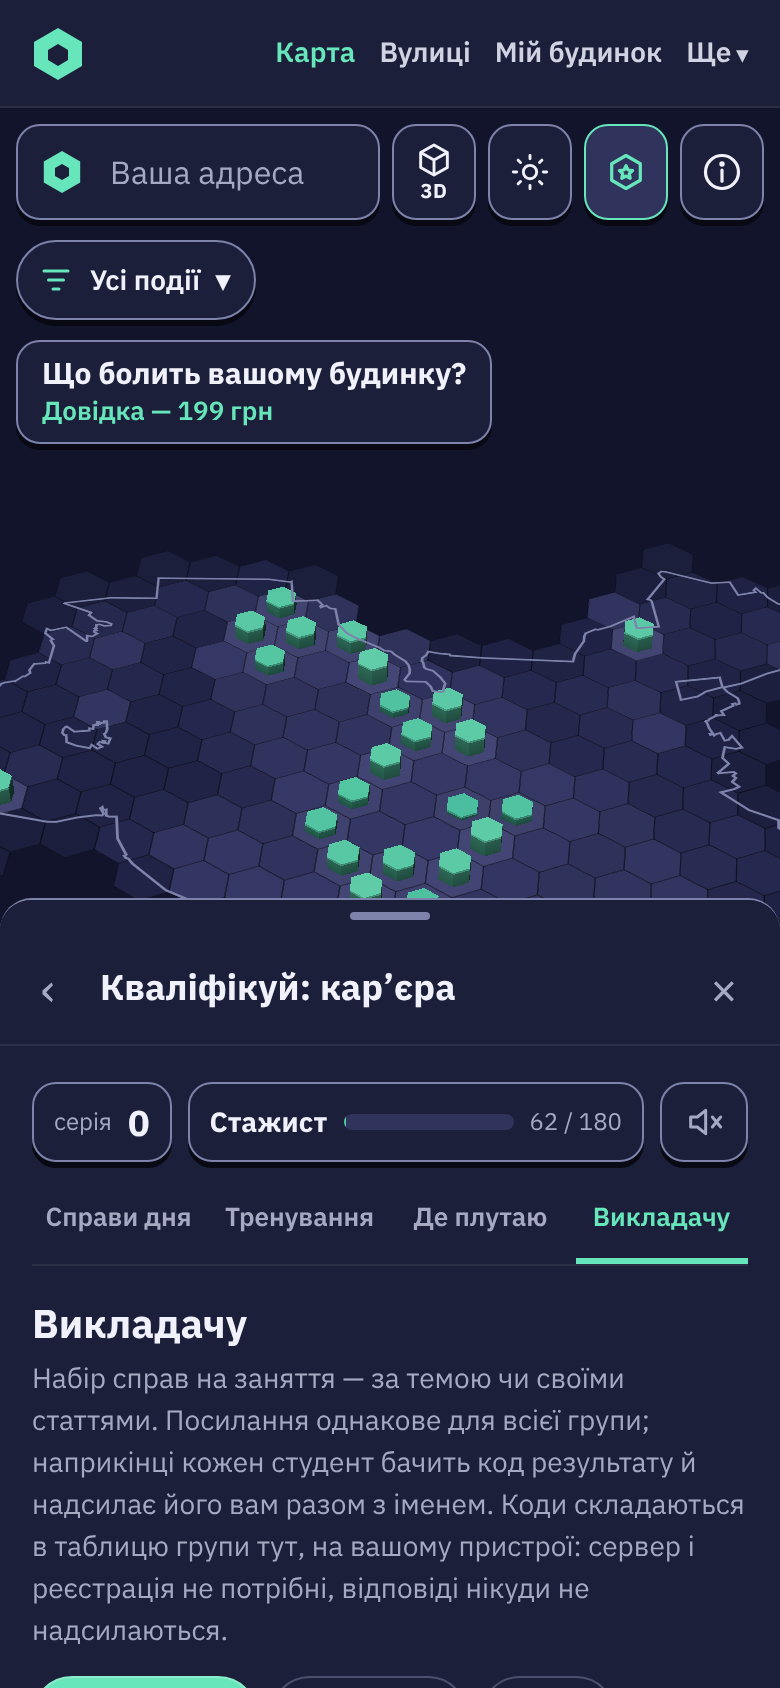 Карта Вулиці Мій будинок Ще ▾
Ваша адреса
3D
Усі події ▼
Що болить вашому будинку?
Довідка — 199 грн
‹ Кваліфікуй: кар’єра ×
серія 0 Стажист 62 / 180
Справи дня Тренування Де плутаю Викладачу
Викладачу
Набір справ на заняття — за темою чи своїми
статтями. Посилання однакове для всієї групи;
наприкінці кожен студент бачить код результату й
надсилає його вам разом з іменем. Коди складаються
в таблицю групи тут, на вашому пристрої: сервер і
реєстрація не потрібні, відповіді нікуди не
надсилаються.